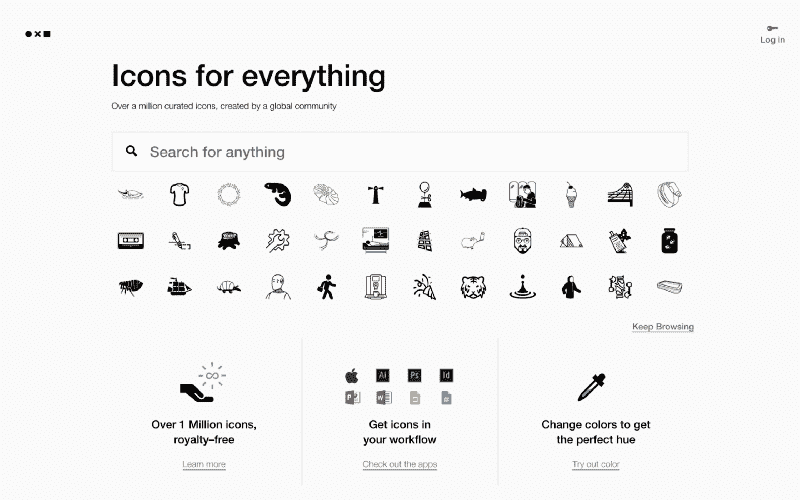 Log in
Icons for everything
Over a million curated icons, created by a global community
Search for anything
Keep Browsing
Ai
Ps
Id
P
W
Over 1 Million icons,
royalty–free
Get icons in
your workflow
Change colors to get
the perfect hue
Learn more
Check out the apps
Try out color